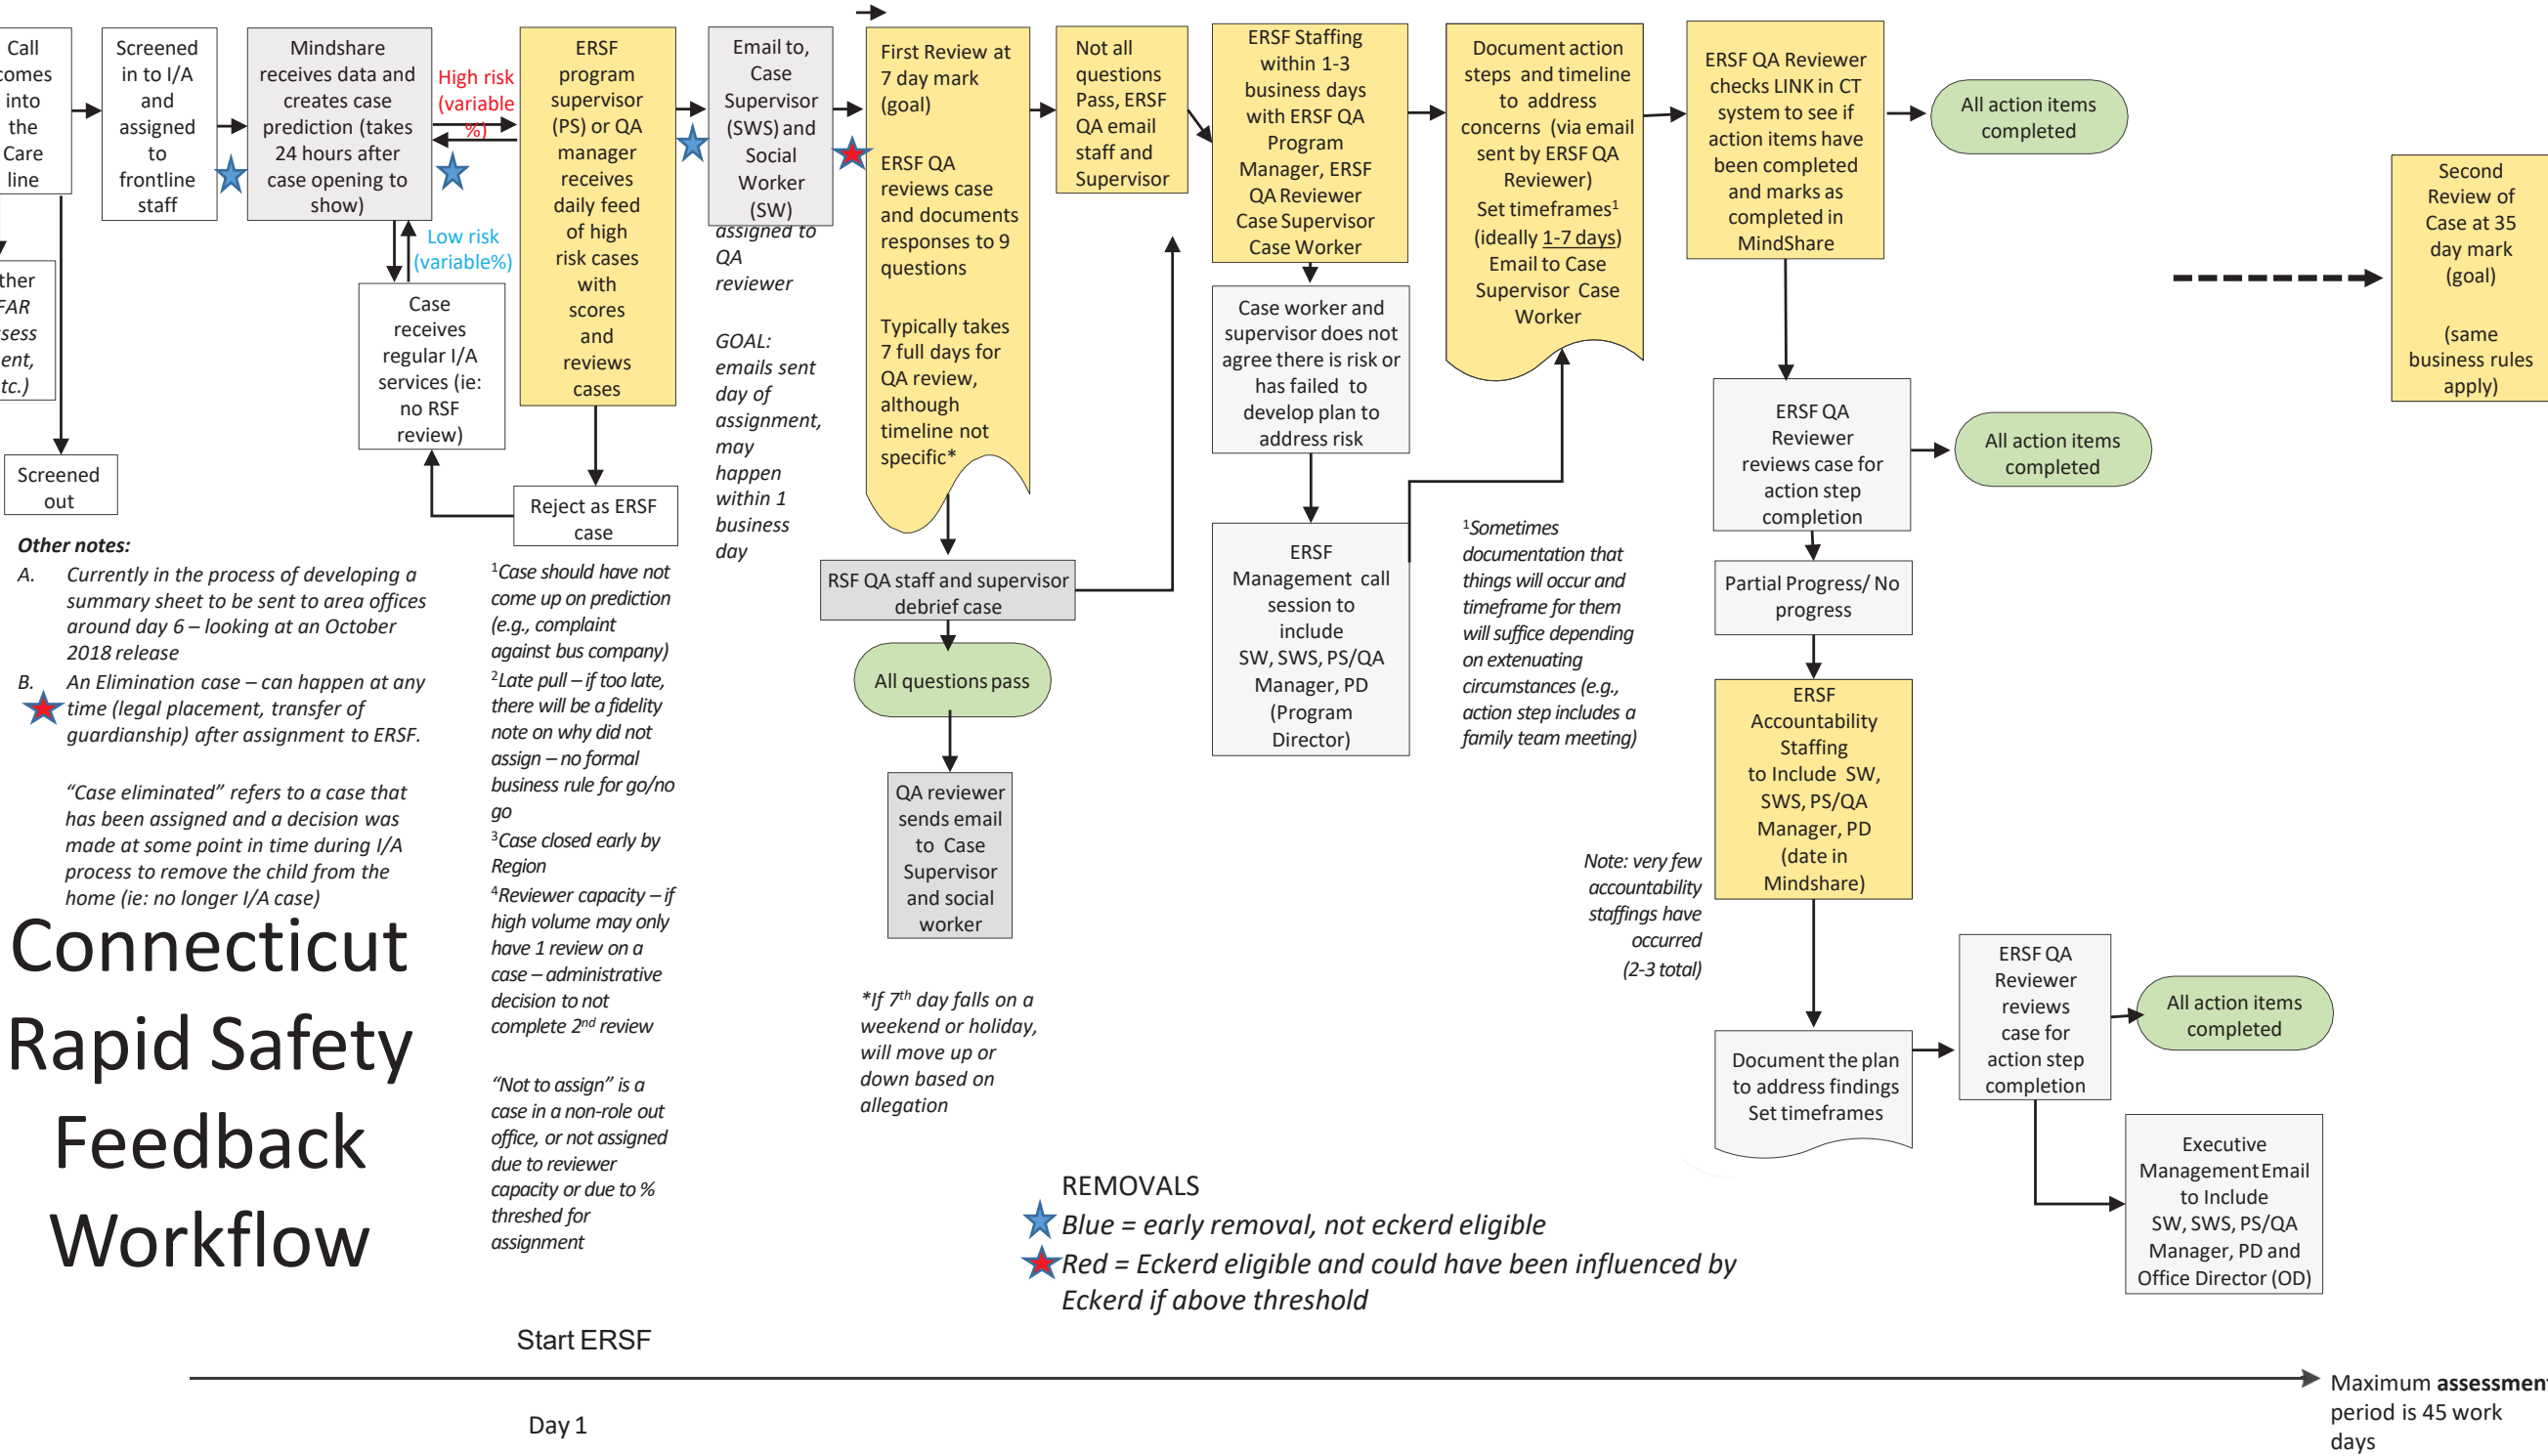 Call
comes
into
the
Care
line
Screened
in to I/A
and
assigned
to
frontline
staff
Mindshare
receives data and
creates case
prediction (takes
24 hours after
case opening to
show)
High risk
(variable
%)
Low risk
(variable%)
Case
receives
regular I/A
services (ie:
no RSF
review)
ther
FAR
sess
ent,
tc.)
Screened
out
ERSF
program
supervisor
(PS) or QA
manager
receives
daily feed
of high
risk cases
with
scores
and
reviews
cases
Reject as ERSF
case
Email to,
Case
Supervisor
(SWS) and
Social
Worker
(SW)
assigned to
QA
reviewer
GOAL:
emails sent
day of
assignment,
may
happen
within 1
business
day
First Review at
7 day mark
(goal)
ERSF QA
reviews case
and documents
responses to 9
questions
Typically takes
7 full days for
QA review,
although
timeline not
specific*
RSF QA staff and supervisor
debrief case
All questions pass
QA reviewer
sends email
to Case
Supervisor
and social
worker
*If 7th day falls on a
weekend or holiday,
will move up or
down based on
allegation
Not all
questions
Pass, ERSF
QA email
staff and
Supervisor
ERSF Staffing
within 1-3
business days
with ERSF QA
Program
Manager, ERSF
QA Reviewer
Case Supervisor
Case Worker
Case worker and
supervisor does not
agree there is risk or
has failed to
develop plan to
address risk
ERSF
Management call
session to
include
SW, SWS, PS/QA
Manager, PD
(Program
Director)
Document action
steps and timeline
to address
concerns (via email
sent by ERSF QA
Reviewer)
Set timeframes1
(ideally 1-7 days)
Email to Case
Supervisor Case
Worker
1Sometimes
documentation that
things will occur and
timeframe for them
will suffice depending
on extenuating
circumstances (e.g.,
action step includes a
family team meeting)
ERSF QA Reviewer
checks LINK in CT
system to see if
action items have
been completed
and marks as
completed in
MindShare
All action items
completed
ERSF QA
Reviewer
reviews case for
action step
completion
All action items
completed
Partial Progress/ No
progress
ERSF
Accountability
Staffing
to Include SW,
SWS, PS/QA
Manager, PD
(date in
Mindshare)
Note: very few
accountability
staffings have
occurred
(2-3 total)
Document the plan
to address findings
Set timeframes
ERSF QA
Reviewer
reviews
case for
action step
completion
All action items
completed
Executive
Management Email
to Include
SW, SWS, PS/QA
Manager, PD and
Office Director (OD)
Second
Review of
Case at 35
day mark
(goal)
(same
business rules
apply)
Other notes:
A. Currently in the process of developing a
summary sheet to be sent to area offices
around day 6 – looking at an October
2018 release
B. An Elimination case – can happen at any
time (legal placement, transfer of
guardianship) after assignment to ERSF.
“Case eliminated” refers to a case that
has been assigned and a decision was
made at some point in time during I/A
process to remove the child from the
home (ie: no longer I/A case)
1Case should have not
come up on prediction
(e.g., complaint
against bus company)
2Late pull – if too late,
there will be a fidelity
note on why did not
assign – no formal
business rule for go/no
go
3Case closed early by
Region
4Reviewer capacity – if
high volume may only
have 1 review on a
case – administrative
decision to not
complete 2nd review
“Not to assign” is a
case in a non-role out
office, or not assigned
due to reviewer
capacity or due to %
threshed for
assignment
Connecticut
Rapid Safety
Feedback
Workflow
REMOVALS
Blue = early removal, not eckerd eligible
Red = Eckerd eligible and could have been influenced by
Eckerd if above threshold
Start ERSF
Day 1
Maximum assessment
period is 45 work
days